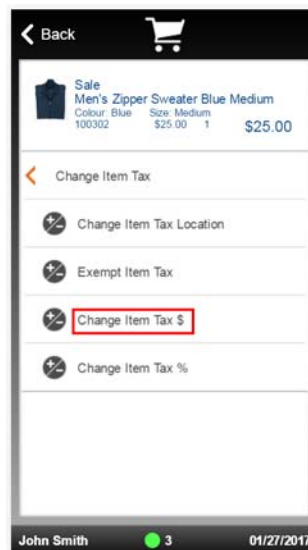 Back
Sale
Men's Zipper Sweater Blue Medium
Colour: Blue Size: Medium
100302 $25.00 1 $25.00
Change Item Tax
Change Item Tax Location
Exempt Item Tax
Change Item Tax $
Change Item Tax %
John Smith 3 01/27/201